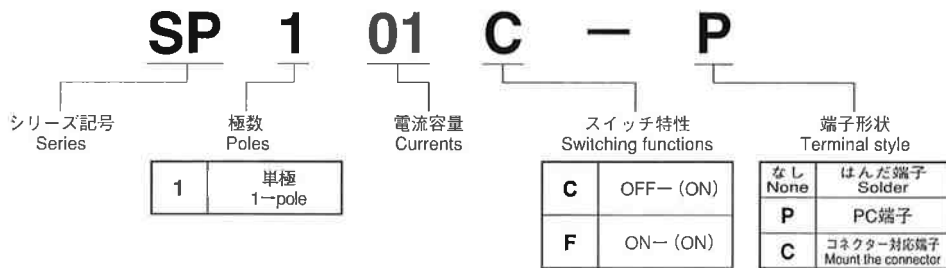 SP 1 01 C － P
シリーズ記号
Series
極数
Poles
電流容量
Currents
スイッチ特性
Switching functions
端子形状
Terminal style
1 単極
1－pole
C OFF－(ON)
F ON－(ON)
なし はんだ端子
None Solder
P PC端子
C コネクター対応端子
Mount the connector